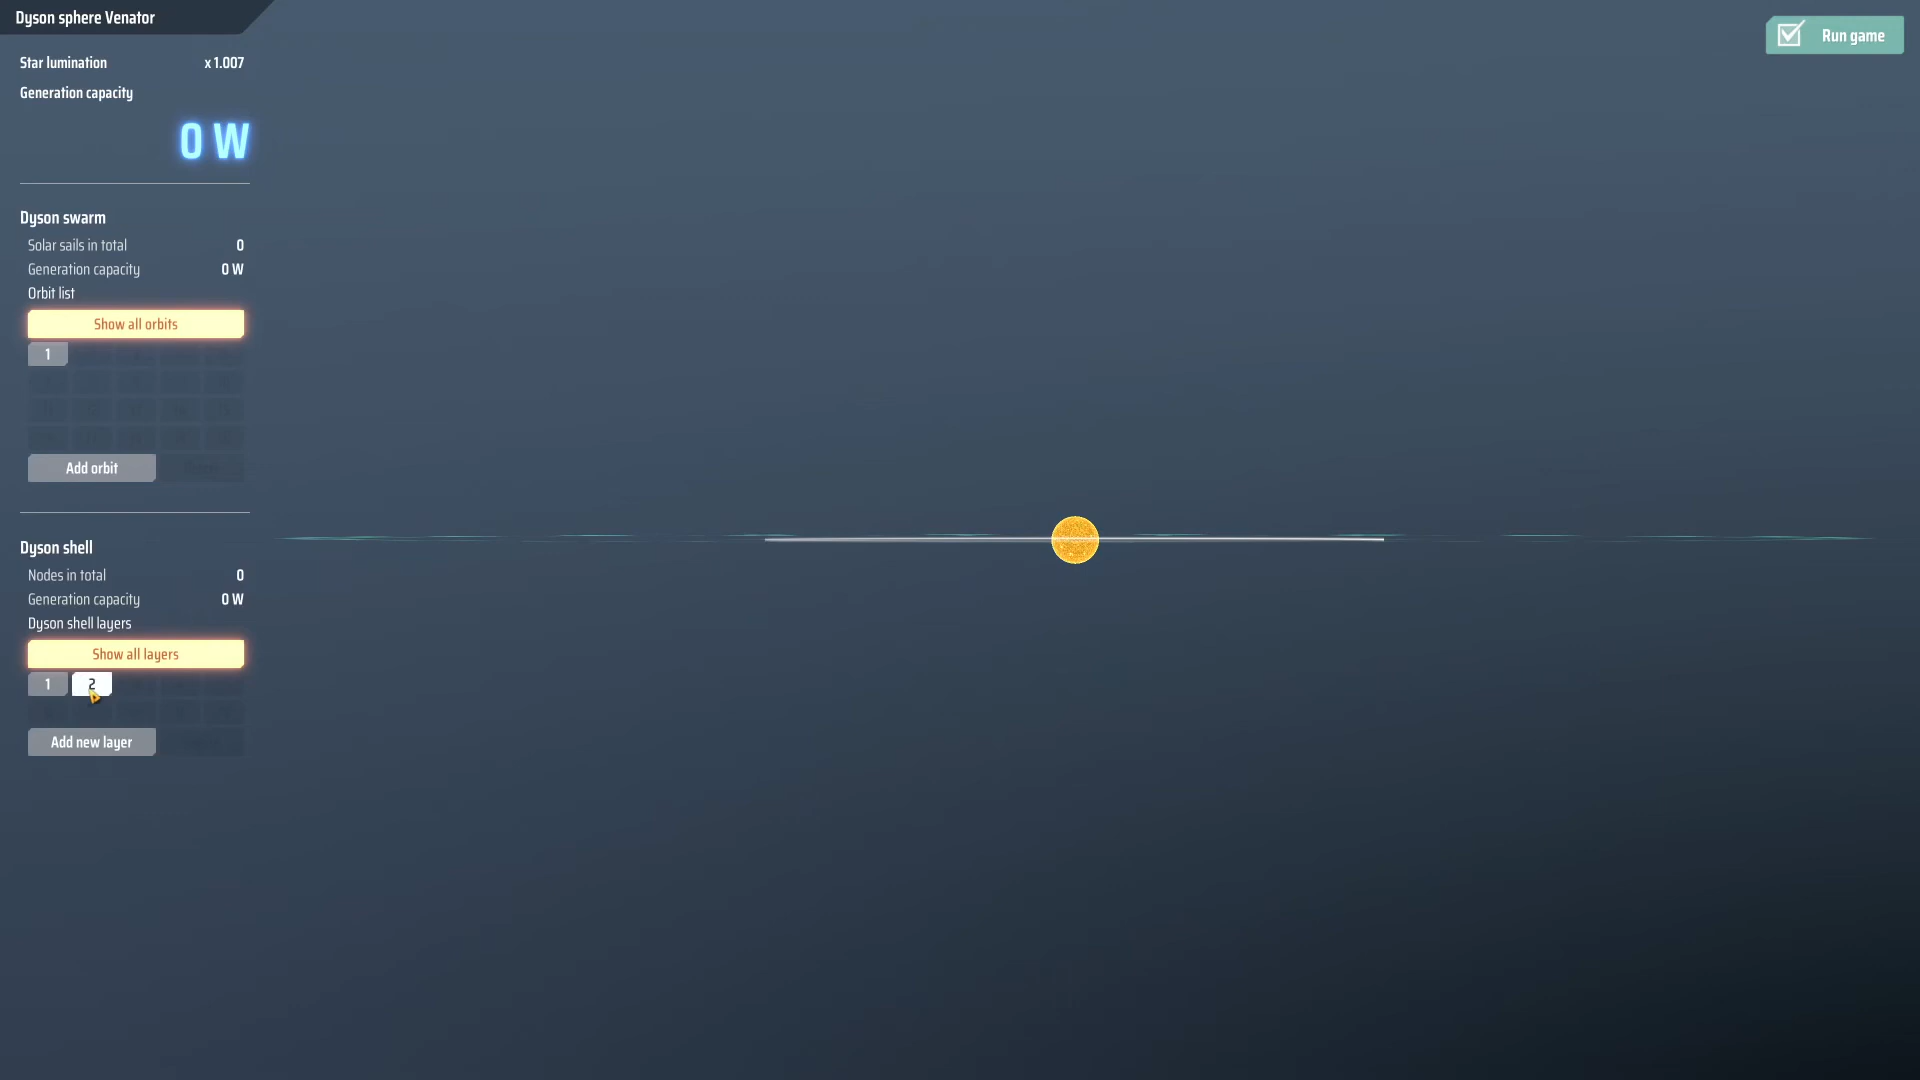 Dyson sphere Venator
Run game
Star lumination x 1.007
Generation capacity
0 W
Dyson swarm
Solar sails in total 0
Generation capacity 0 W
Orbit list
Show all orbits
1
Add orbit
Dyson shell
Nodes in total 0
Generation capacity 0 W
Dyson shell layers
Show all layers
1 2
Add new layer